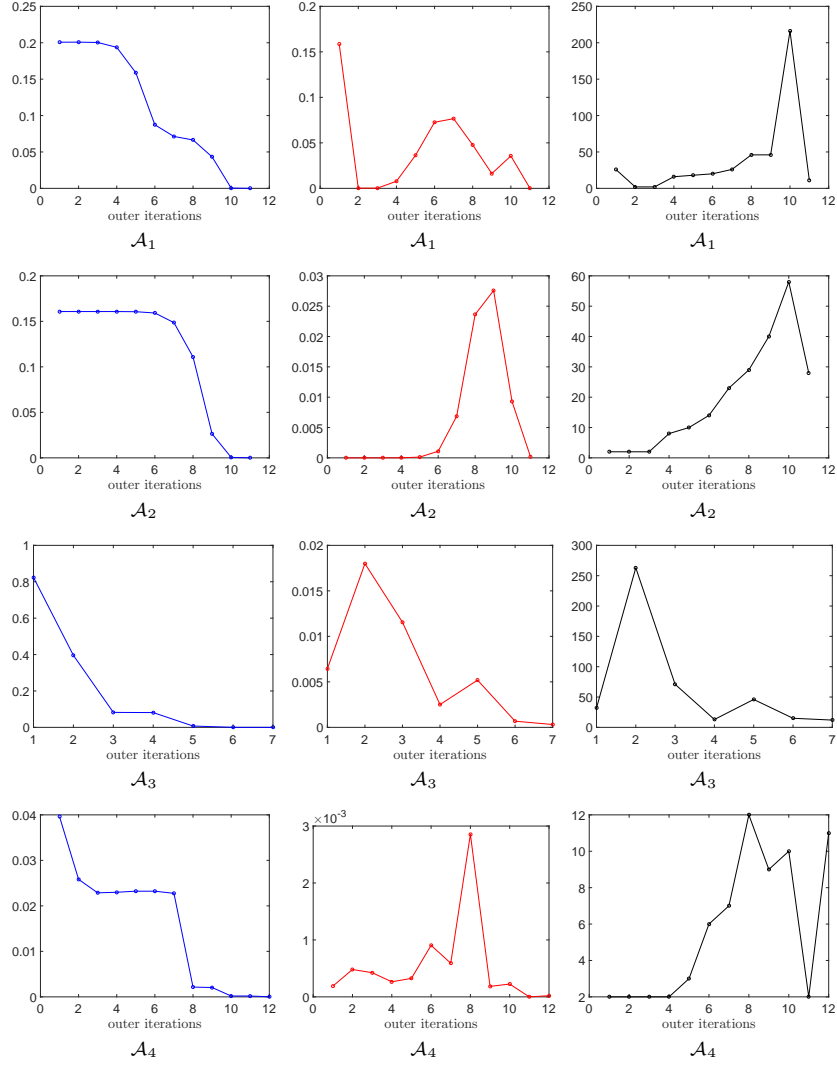 0.25 0.2 0.15 0.1 0.05 0
0 2 4 6 8 10 12
outer iterations
𝒜₁
0.2 0.15 0.1 0.05 0
0 2 4 6 8 10 12
outer iterations
𝒜₁
250 200 150 100 50 0
0 2 4 6 8 10 12
outer iterations
𝒜₁
0.2 0.15 0.1 0.05 0
0 2 4 6 8 10 12
outer iterations
𝒜₂
0.03 0.025 0.02 0.015 0.01 0.005 0
0 2 4 6 8 10 12
outer iterations
𝒜₂
60 50 40 30 20 10 0
0 2 4 6 8 10 12
outer iterations
𝒜₂
1 0.8 0.6 0.4 0.2 0
1 2 3 4 5 6 7
outer iterations
𝒜₃
0.02 0.015 0.01 0.005 0
1 2 3 4 5 6 7
outer iterations
𝒜₃
300 250 200 150 100 50 0
1 2 3 4 5 6 7
outer iterations
𝒜₃
0.04 0.03 0.02 0.01 0
0 2 4 6 8 10 12
outer iterations
𝒜₄
×10⁻³
3 2 1 0
0 2 4 6 8 10 12
outer iterations
𝒜₄
12 10 8 6 4 2
0 2 4 6 8 10 12
outer iterations
𝒜₄